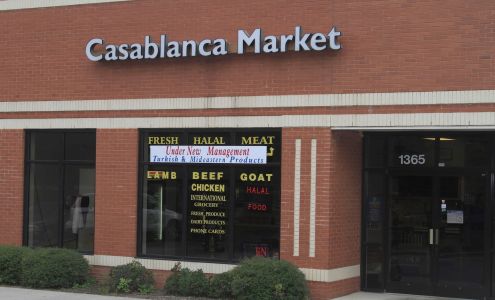 Casablanca Market
FRESH HALAL MEAT
Under New Management
Turkish & Mideastern Products
LAMB BEEF GOAT
CHICKEN HALAL
INTERNATIONAL
GROCERY FOOD
FRESH PRODUCE
DAIRY PRODUCTS
PHONE CARDS
1365